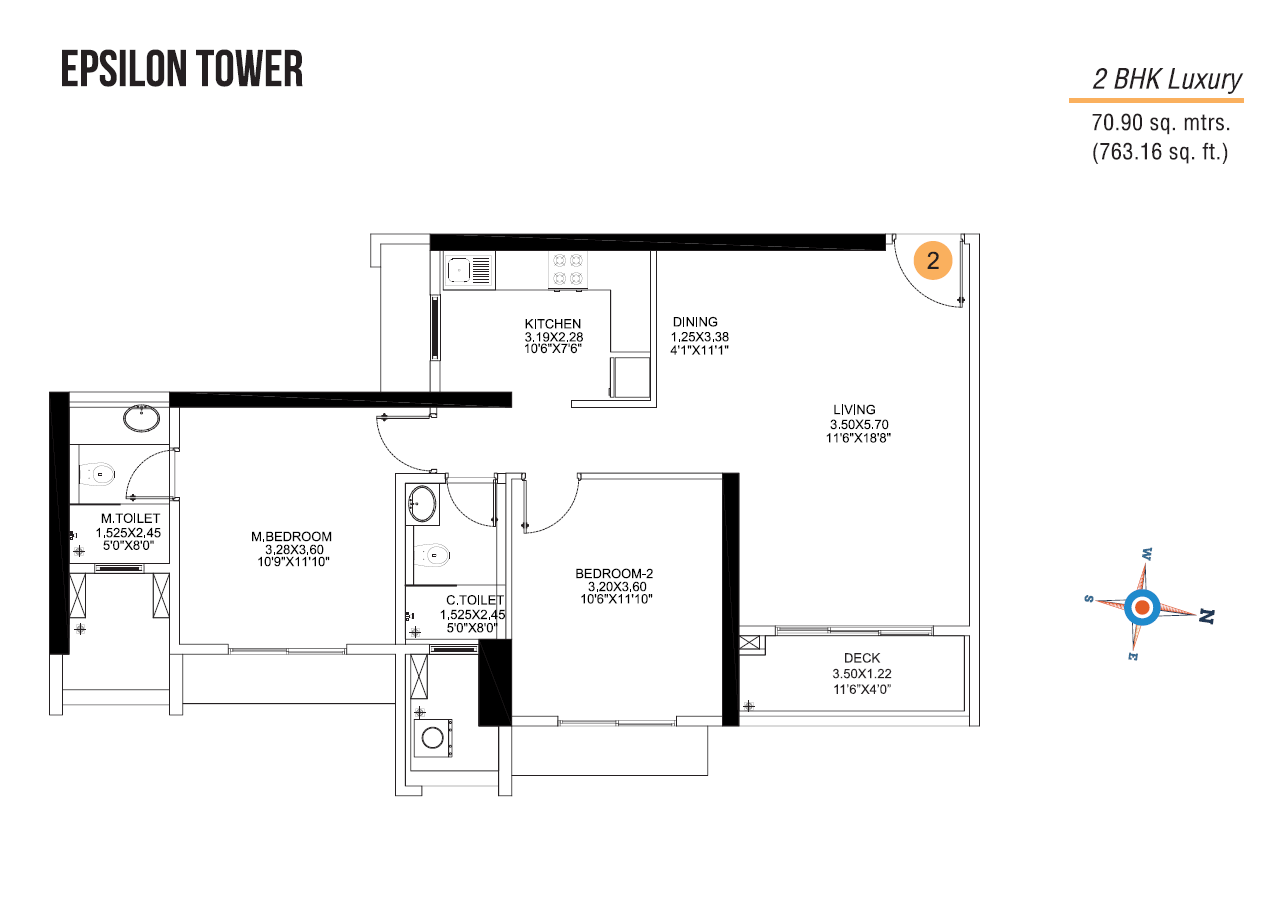 EPSILON TOWER
2 BHK Luxury
70.90 sq. mtrs.
(763.16 sq. ft.)
2
KITCHEN
3.19X2.28
10'6"X7'6"
DINING
1.25X3.38
4'1"X11'1"
LIVING
3.50X5.70
11'6"X18'8"
M.TOILET
1.525X2.45
5'0"X8'0"
M.BEDROOM
3.28X3.60
10'9"X11'10"
C.TOILET
1.525X2.45
5'0"X8'0"
BEDROOM-2
3.20X3.60
10'6"X11'10"
DECK
3.50X1.22
11'6"X4'0"
W
S
N
E